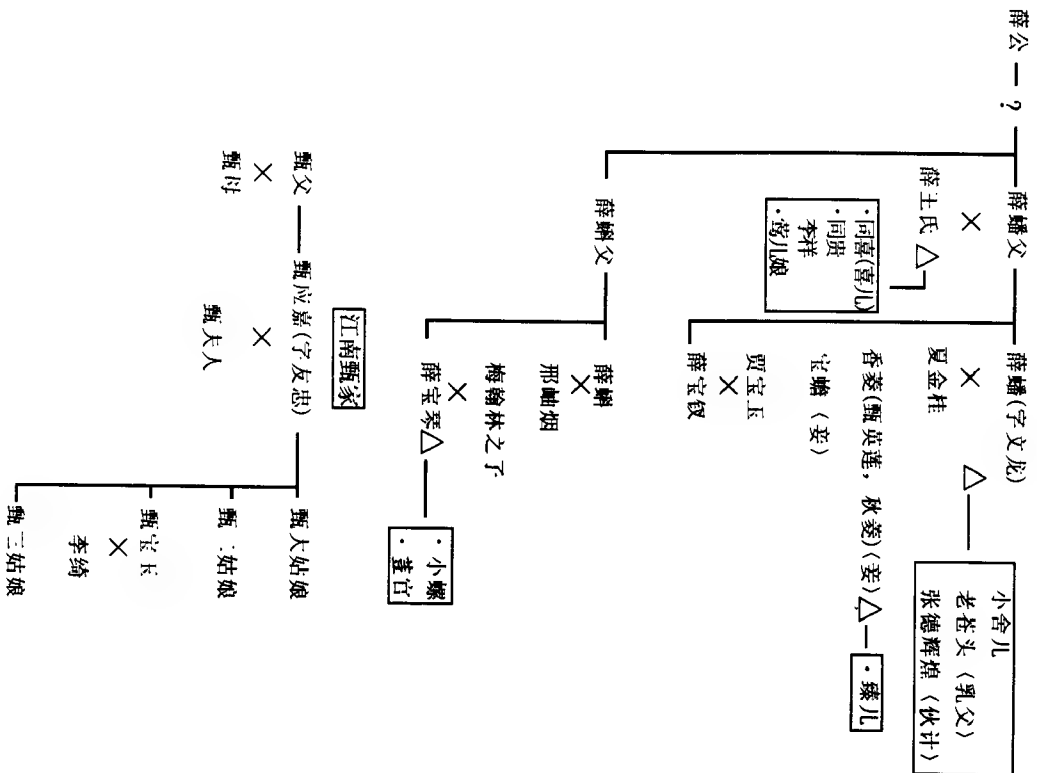 薛公
?
薛蟠父
×
薛王氏 △
· 同喜(喜儿)
· 同贵
李祥
· 莺儿娘
薛蝌父
薛蟠(字文龙)
×
夏金桂
△
小舍儿
老苍头(乳父)
张德辉煌(伙计)
香菱(甄英莲, 秋菱)(妾) △
· 臻儿
宝蟾(妾)
贾宝玉
×
薛宝钗
薛蝌
×
邢岫烟
梅翰林之子
×
薛宝琴 △
· 小螺
· 荳官
江南甄家
甄父
×
甄母
甄应嘉(字友忠)
×
甄夫人
甄大姑娘
甄二姑娘
甄宝玉
×
李绮
甄三姑娘